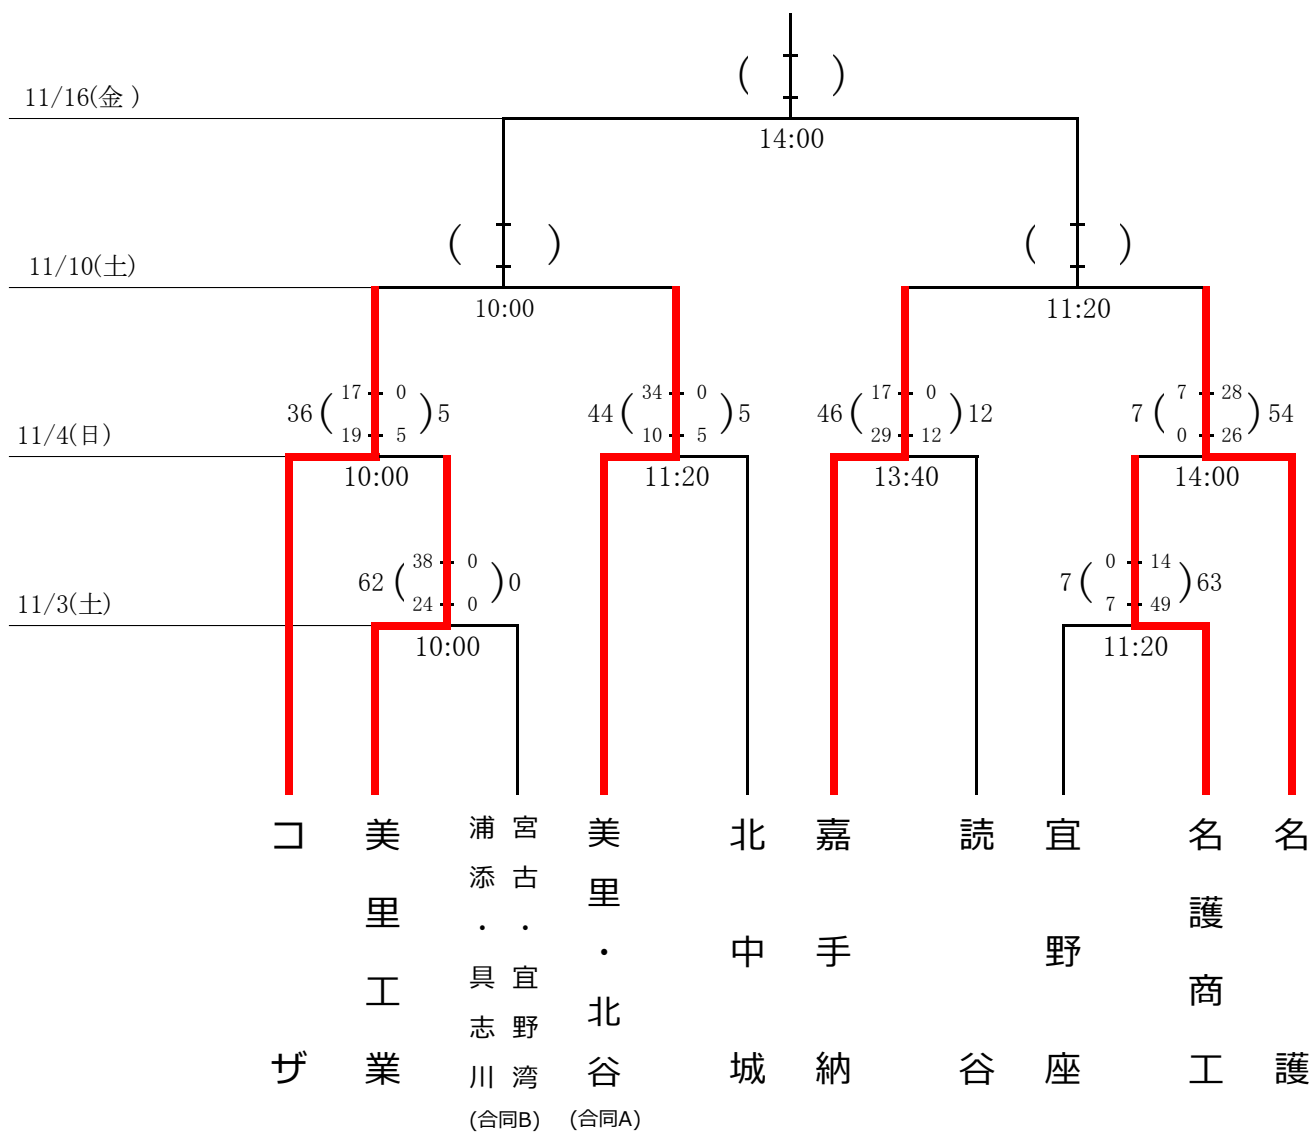 ( )
11/16(金 )
14:00
( ) ( )
11/10(土)
10:00 11:20
36 ( 17 0 19 5 ) 5
44 ( 34 0 10 5 ) 5
46 ( 17 0 29 12 ) 12
7 ( 7 28 0 26 ) 54
11/4(日)
10:00 11:20 13:40 14:00
62 ( 38 0 24 0 ) 0
7 ( 0 14 7 49 ) 63
11/3(土)
10:00 11:20
コザ
美里工業
宮古・宜野湾
浦添・具志川
(合同B)
美里・北谷
(合同A)
北中城
嘉手納
読谷
宜野座
名護商工
名護